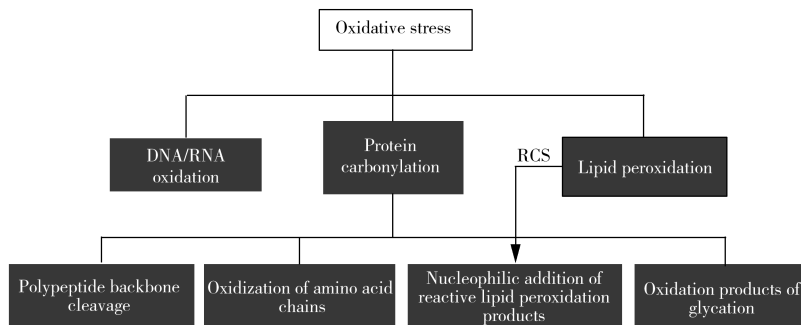 Oxidative stress
DNA/RNA
oxidation
Protein
carbonylation
RCS
Lipid peroxidation
Polypeptide backbone
cleavage
Oxidization of amino acid
chains
Nucleophilic addition of
reactive lipid peroxidation
products
Oxidation products of
glycation